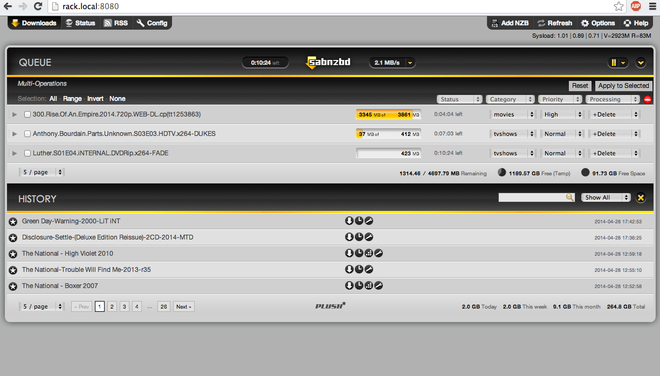 rack.local:8080
ABP
Downloads Status RSS Config Add NZB Refresh Options Help
Sysload: 1.01 | 0.89 | 0.71 | V=2923M R=83M
QUEUE 0:10:24 left sabnzbd 2.1 MB/s
Multi-Operations Reset Apply to Selected
Selection: All Range Invert None Status Category Priority Processing
300.Rise.Of.An.Empire.2014.720p.WEB-DL.cp(tt1253863) 3345 MB of 3861 MB 0:04:04 left movies High +Delete
Anthony.Bourdain.Parts.Unknown.S03E03.HDTV.x264-DUKES 37 MB of 412 MB 0:07:03 left tvshows Normal +Delete
Luther.S01E04.iNTERNAL.DVDRip.x264-FADE 423 MB 0:10:24 left tvshows Normal +Delete
5 / page 1314.46 / 4697.79 MB Remaining 1189.57 GB Free (Temp) 91.73 GB Free Space
HISTORY Show All
Green Day-Warning-2000-LiT iNT 2014-04-28 17:42:53
Disclosure-Settle-(Deluxe Edition Reissue)-2CD-2014-MTD 2014-04-28 17:36:25
The National - High Violet 2010 2014-04-28 12:59:18
The National-Trouble Will Find Me-2013-r35 2014-04-28 12:55:10
The National - Boxer 2007 2014-04-28 12:52:58
5 / page « Prev 1 2 3 4 ... 26 Next » PLUSH 2.0 GB Today 2.0 GB This week 9.1 GB This month 264.8 GB Total